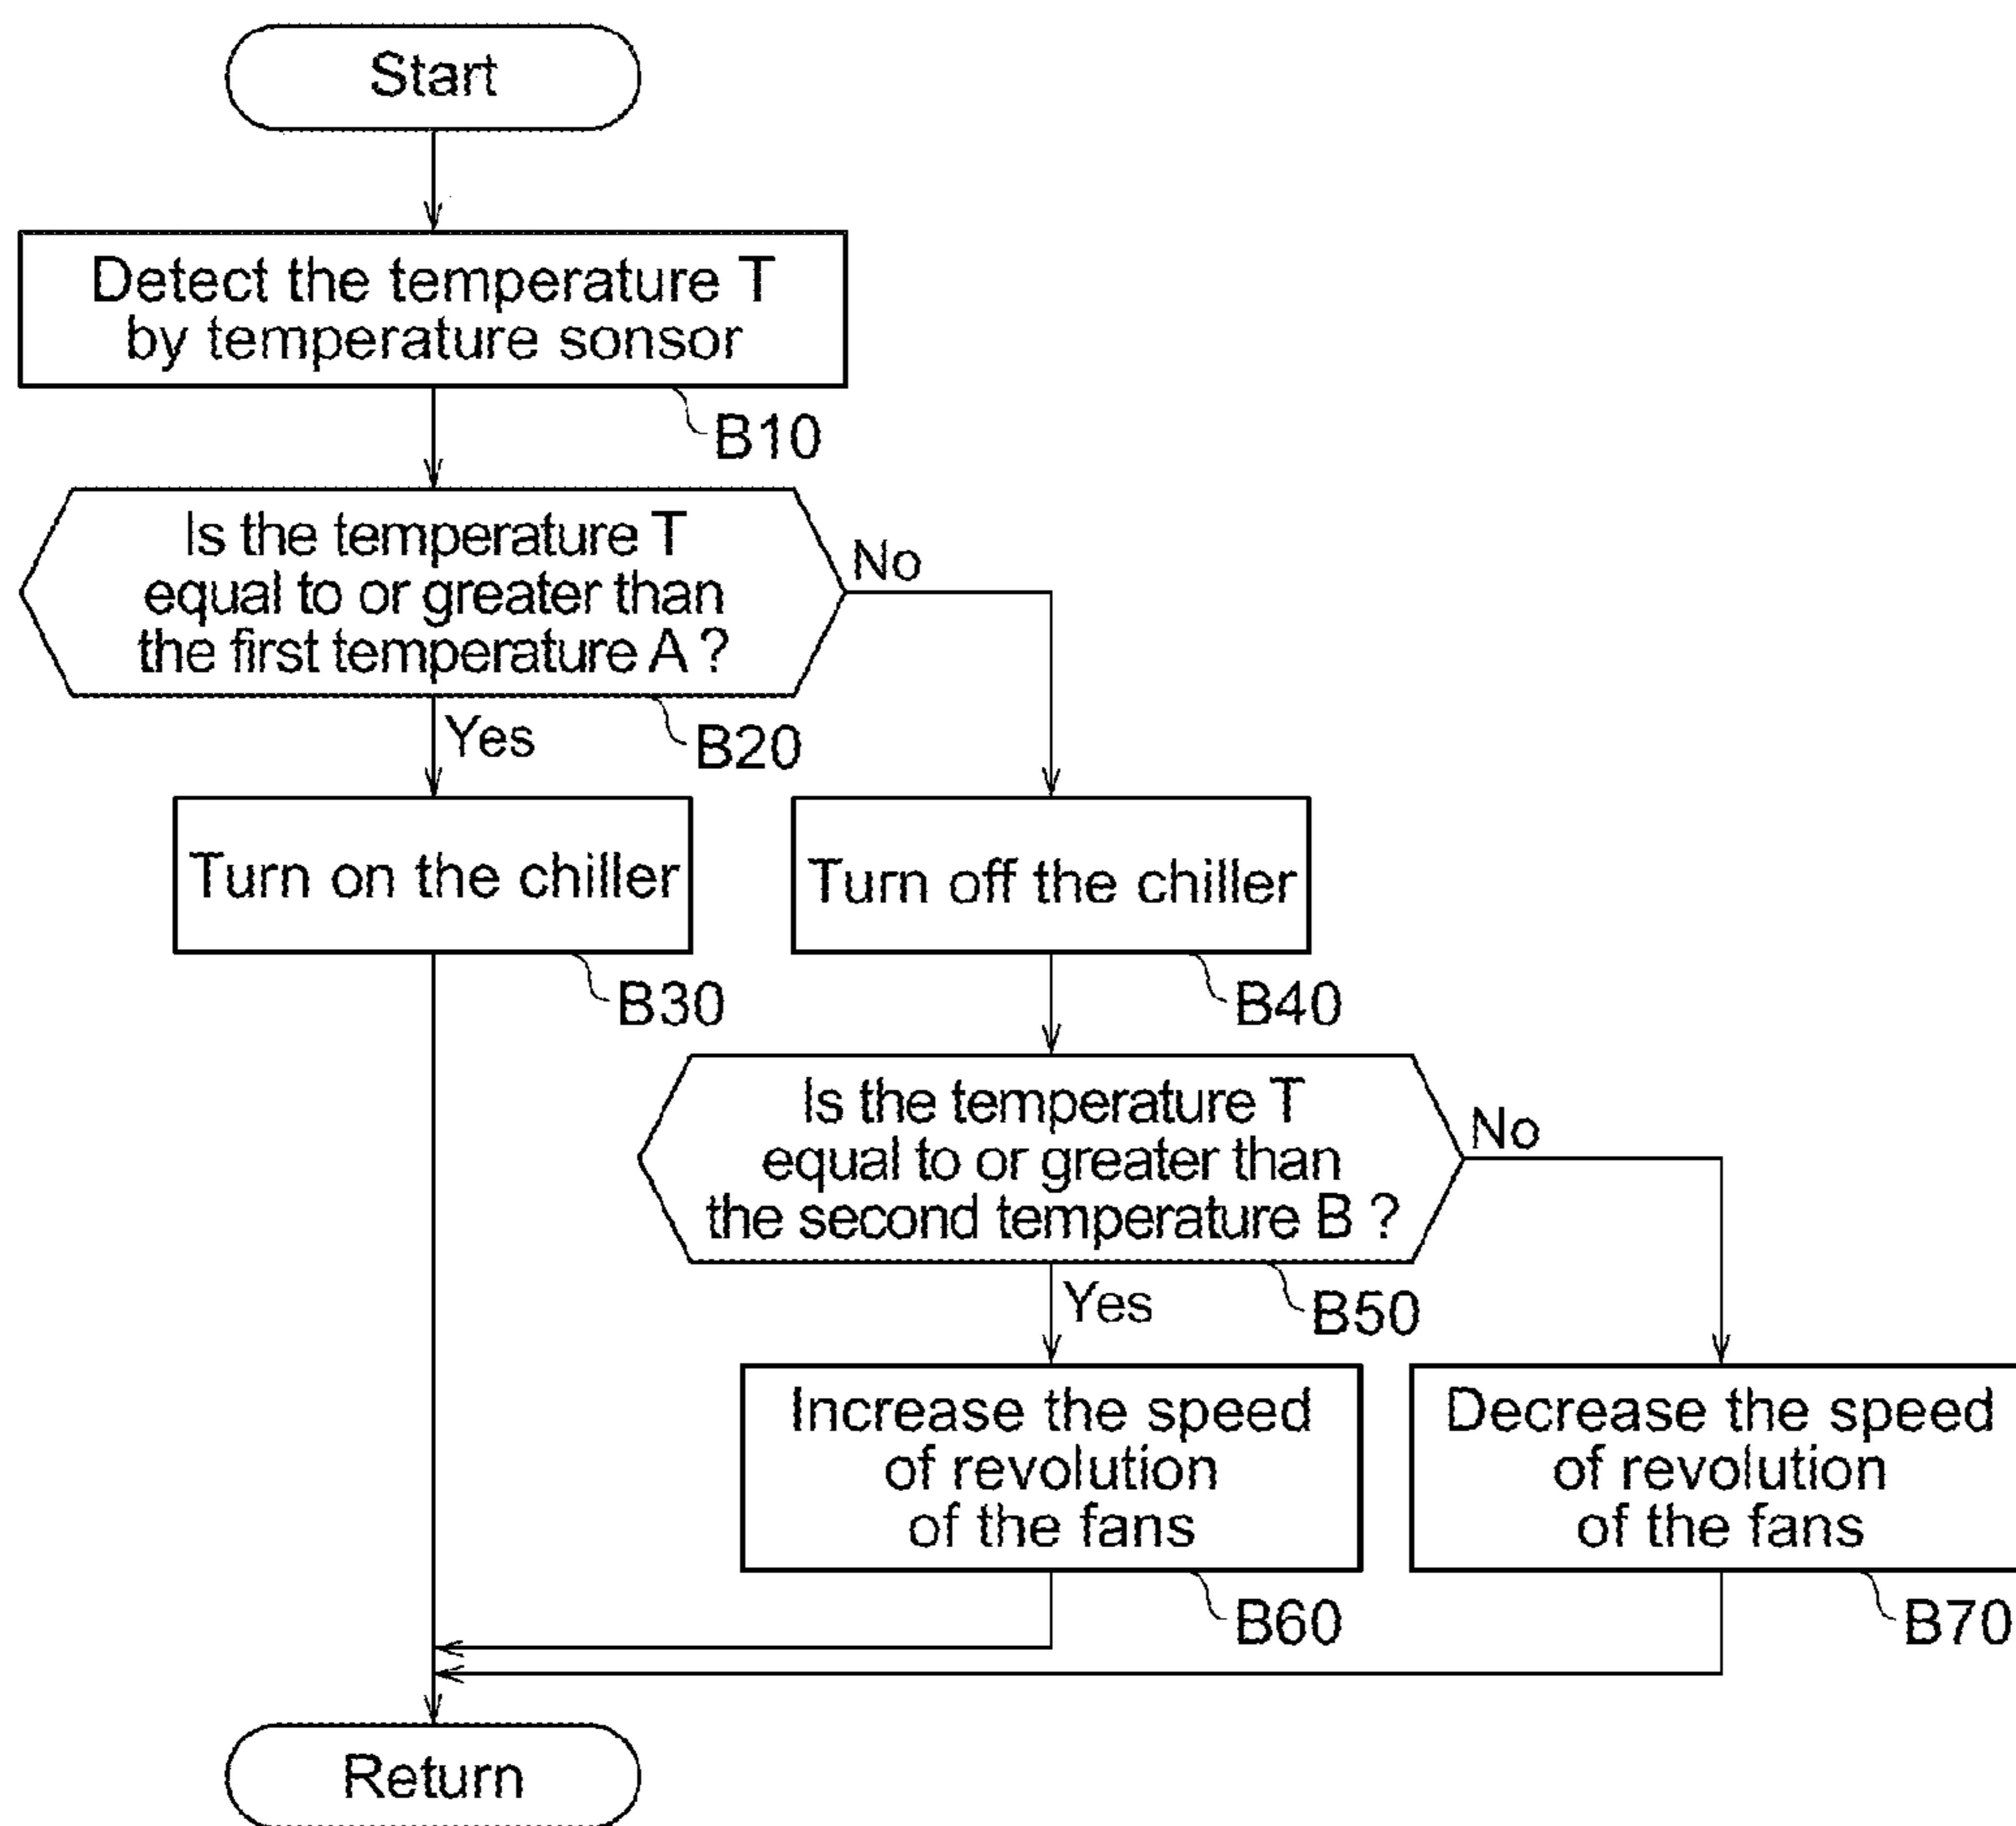 Start
Detect the temperature T
by temperature sonsor
B10
Is the temperature T
equal to or greater than
the first temperature A ?
No
Yes
B20
Turn on the chiller
Turn off the chiller
B30
B40
Is the temperature T
equal to or greater than
the second temperature B ?
No
Yes
B50
Increase the speed
of revolution
of the fans
Decrease the speed
of revolution
of the fans
B60
B70
Return